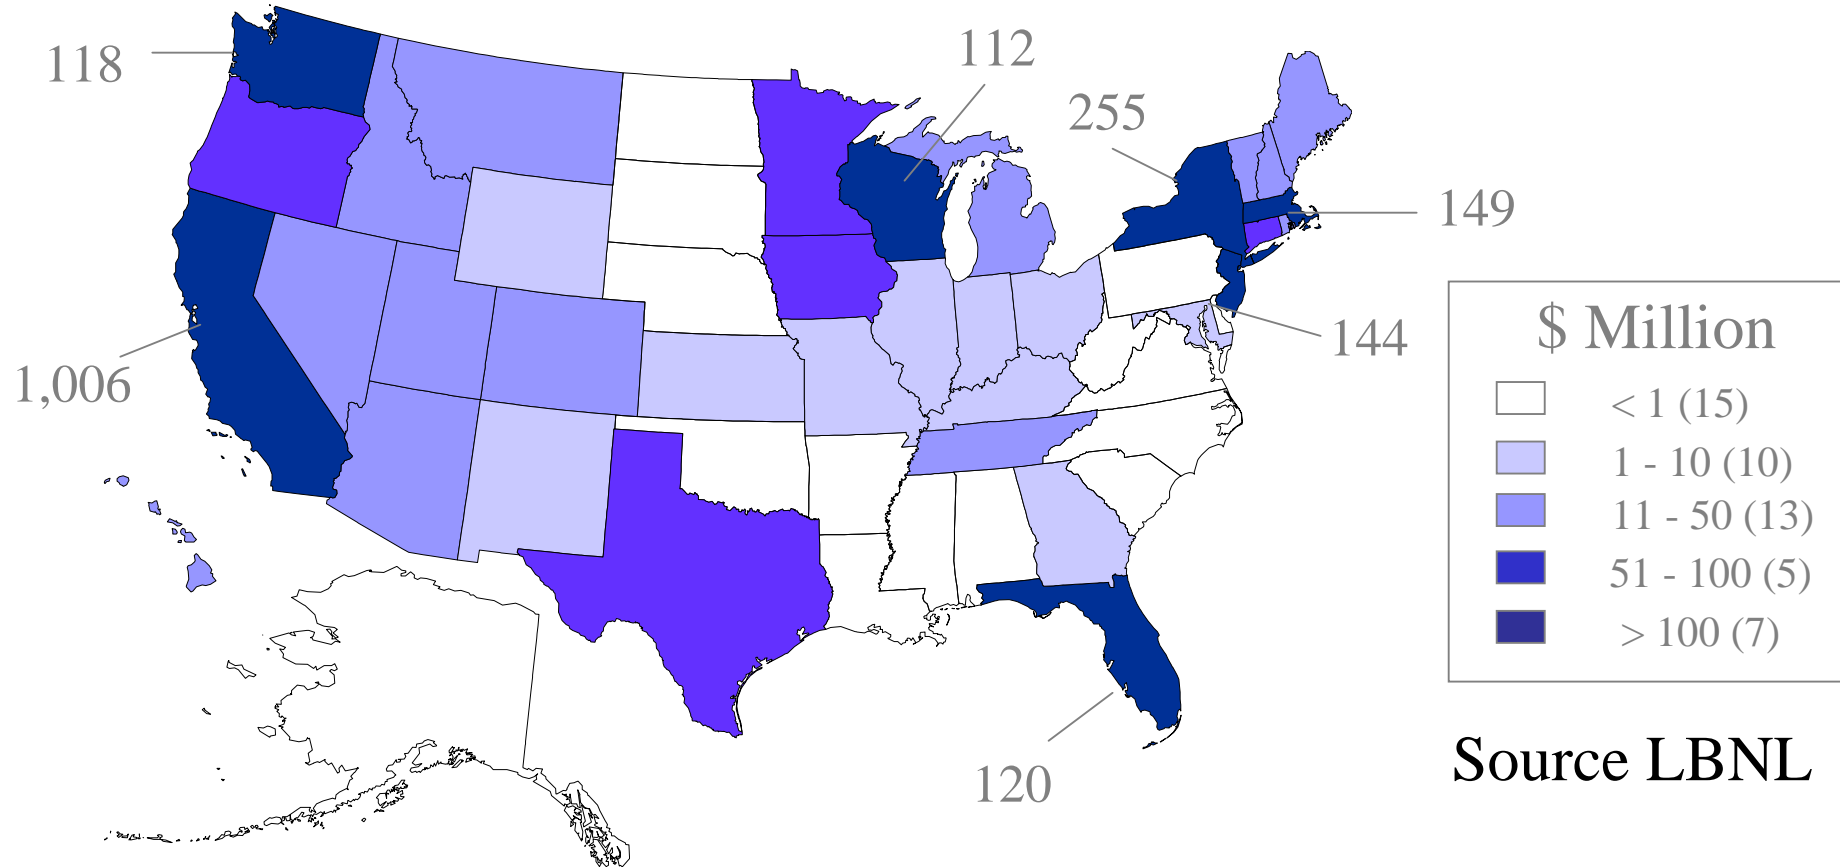 118
112
255
149
144
1,006
120
$ Million
< 1 (15)
1 - 10 (10)
11 - 50 (13)
51 - 100 (5)
> 100 (7)
Source LBNL